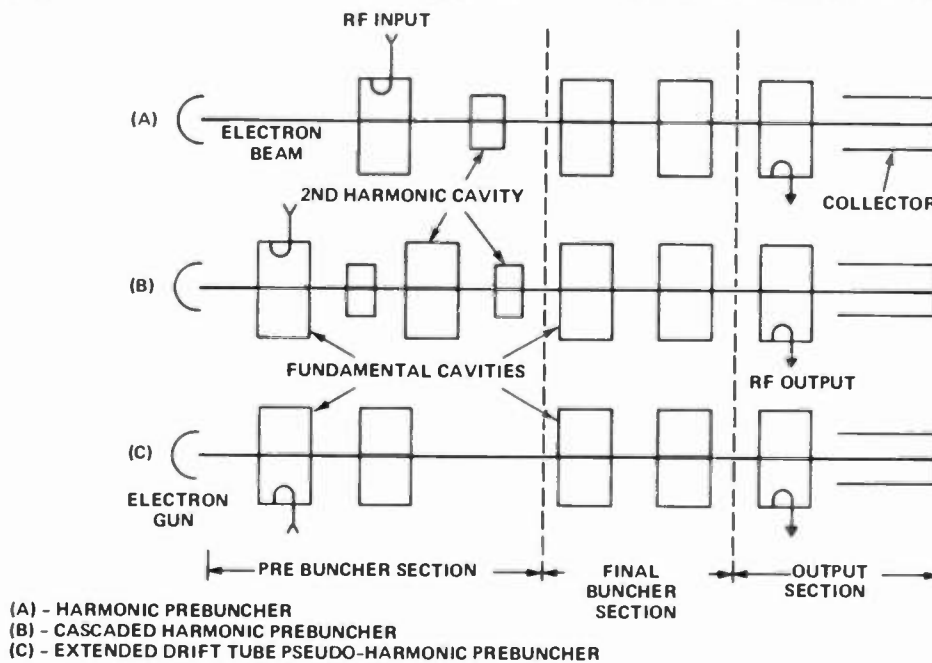 RF INPUT
(A)
ELECTRON
BEAM
COLLECTOR
2ND HARMONIC CAVITY
(B)
FUNDAMENTAL CAVITIES
RF OUTPUT
(C)
ELECTRON
GUN
PRE BUNCHER SECTION
FINAL
BUNCHER
SECTION
OUTPUT
SECTION
(A) - HARMONIC PREBUNCHER
(B) - CASCADED HARMONIC PREBUNCHER
(C) - EXTENDED DRIFT TUBE PSEUDO-HARMONIC PREBUNCHER